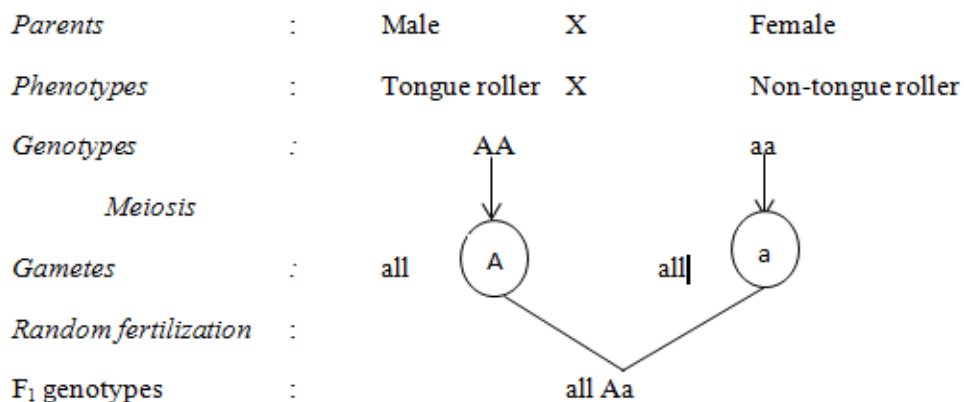 Parents : Male X Female
Phenotypes : Tongue roller X Non-tongue roller
Genotypes : AA aa
Meiosis
Gametes : all A all a
Random fertilization :
F₁ genotypes : all Aa